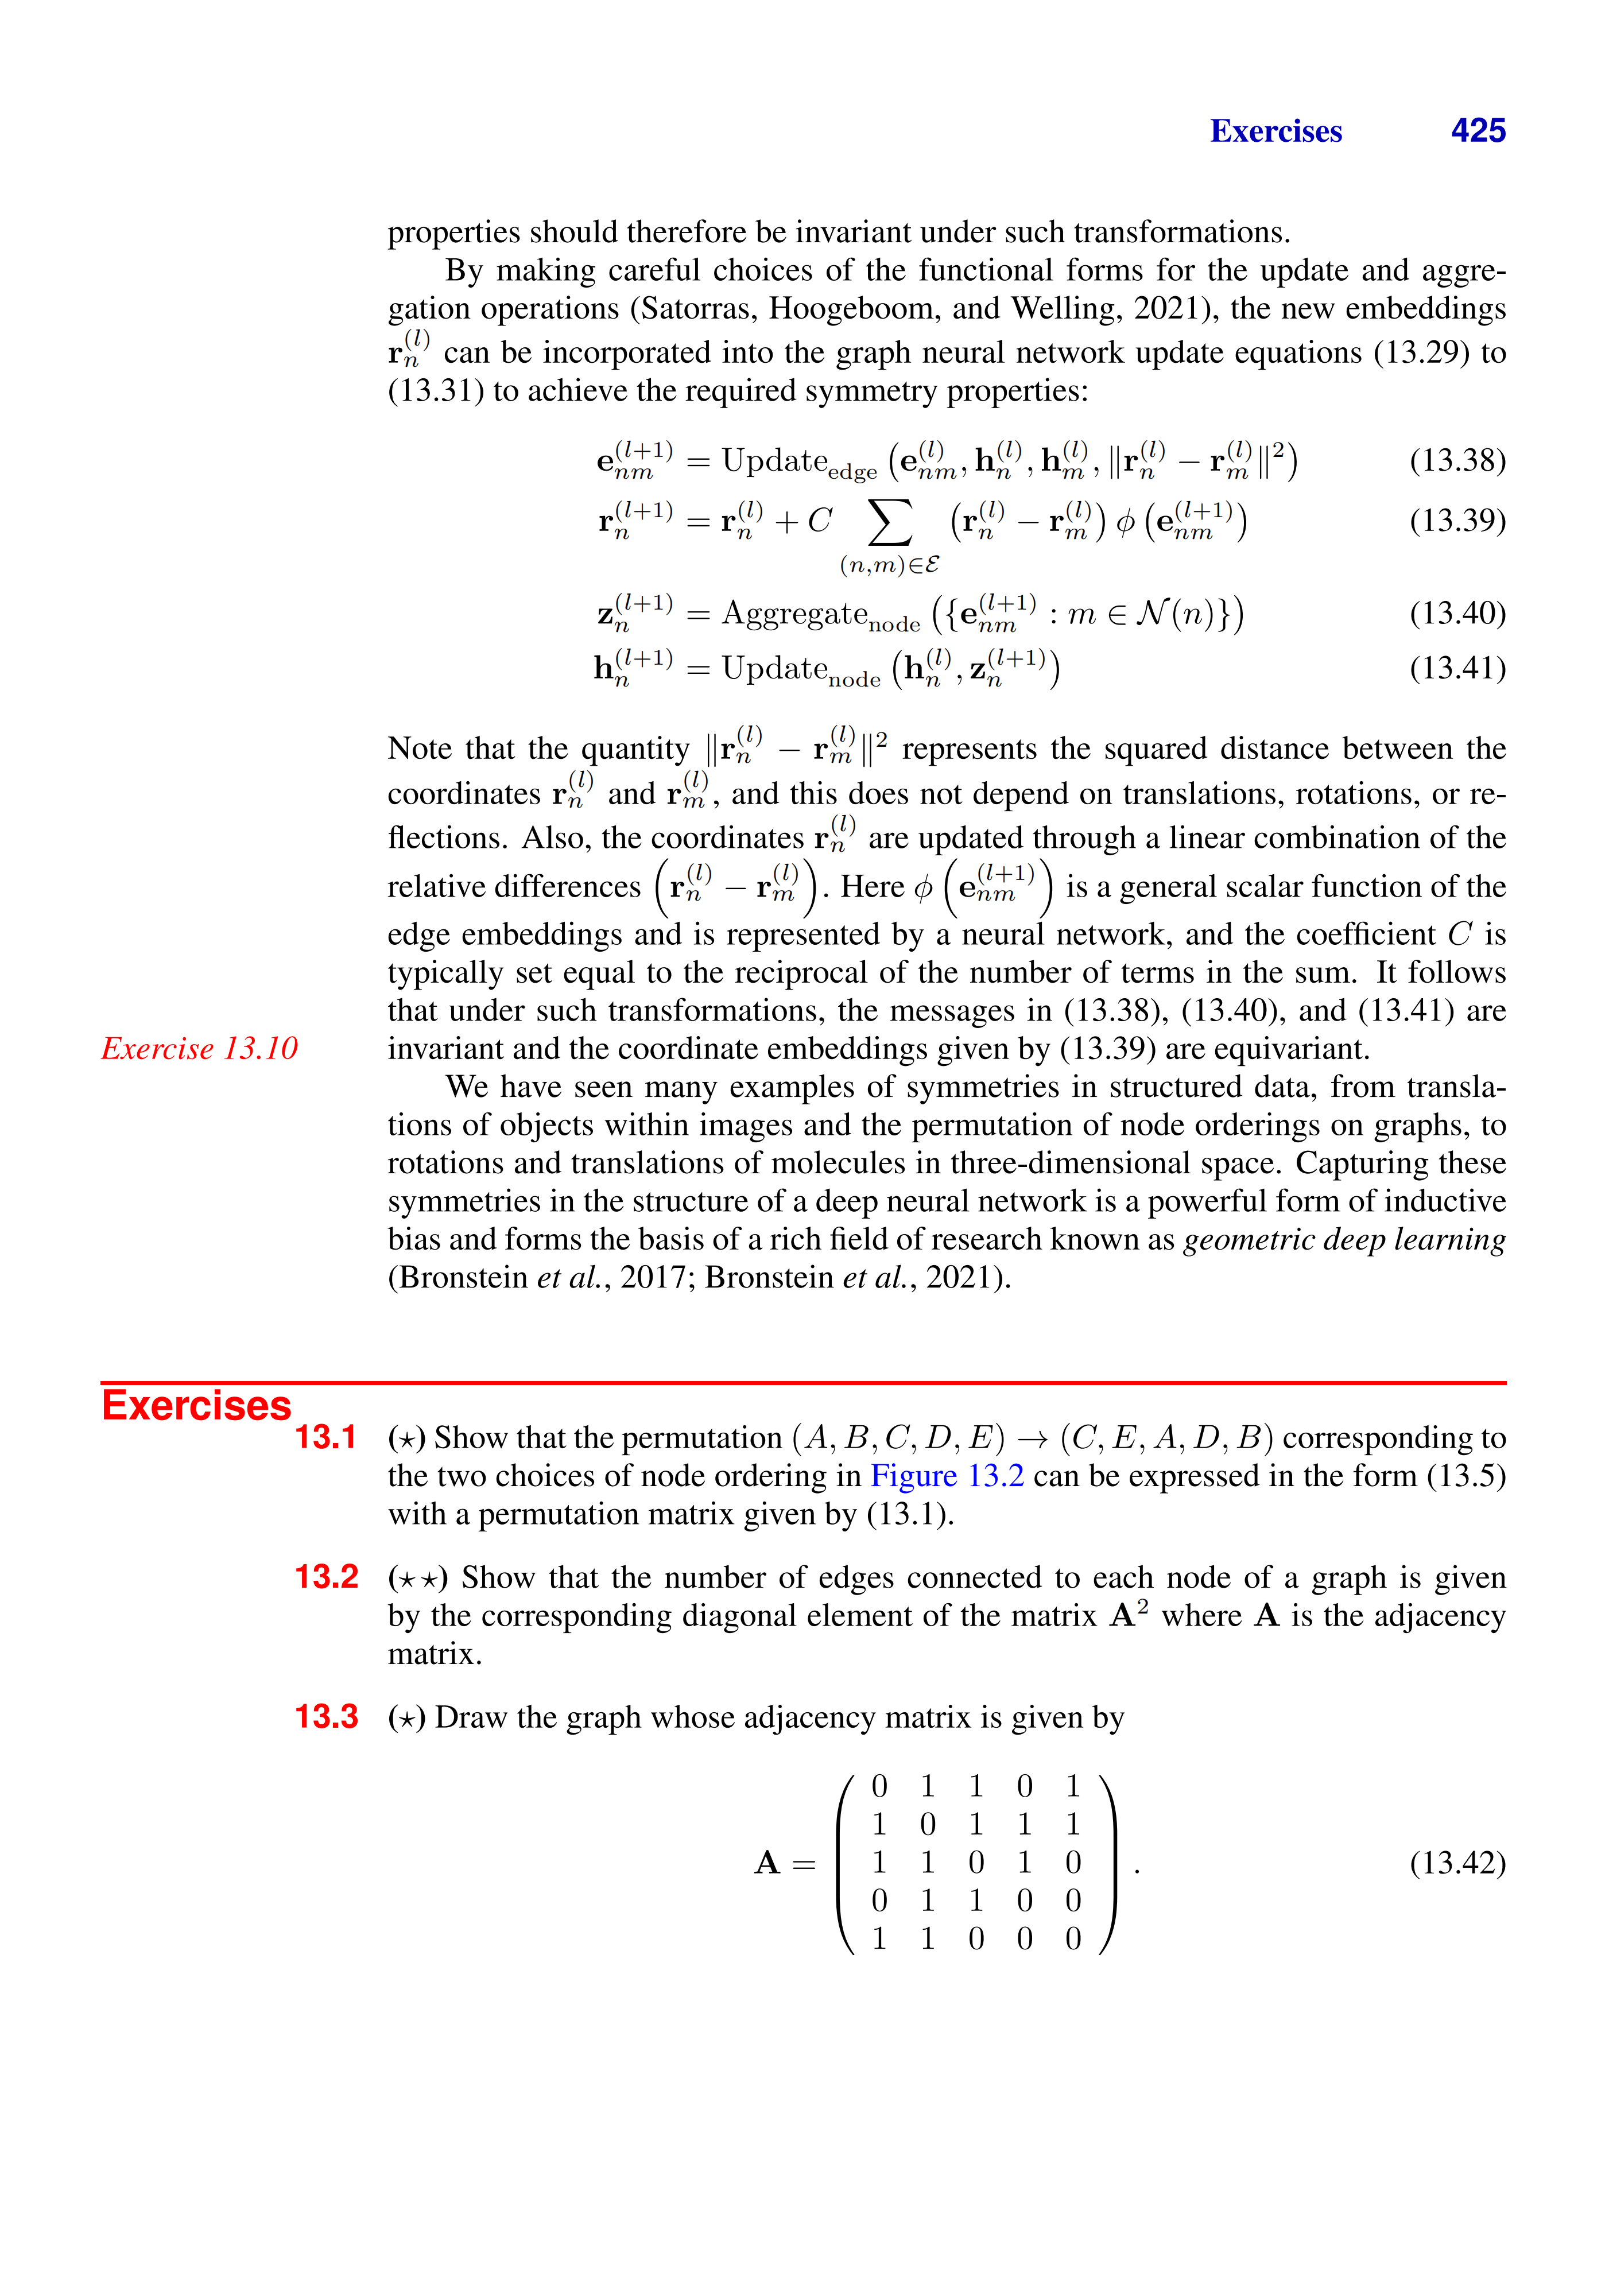 Exercises 425
properties should therefore be invariant under such transformations.
By making careful choices of the functional forms for the update and aggre-
gation operations (Satorras, Hoogeboom, and Welling, 2021), the new embeddings
$\mathbf{r}_n^{(l)}$ can be incorporated into the graph neural network update equations (13.29) to
(13.31) to achieve the required symmetry properties:
$\mathbf{e}_{nm}^{(l+1)} = \text{Update}_{\text{edge}}\left(\mathbf{e}_{nm}^{(l)}, \mathbf{h}_n^{(l)}, \mathbf{h}_m^{(l)}, \|\mathbf{r}_n^{(l)} - \mathbf{r}_m^{(l)}\|^2\right)$ (13.38)
$\mathbf{r}_n^{(l+1)} = \mathbf{r}_n^{(l)} + C \sum_{(n,m)\in\mathcal{E}} \left(\mathbf{r}_n^{(l)} - \mathbf{r}_m^{(l)}\right) \phi\left(\mathbf{e}_{nm}^{(l+1)}\right)$ (13.39)
$\mathbf{z}_n^{(l+1)} = \text{Aggregate}_{\text{node}}\left(\{\mathbf{e}_{nm}^{(l+1)} : m \in \mathcal{N}(n)\}\right)$ (13.40)
$\mathbf{h}_n^{(l+1)} = \text{Update}_{\text{node}}\left(\mathbf{h}_n^{(l)}, \mathbf{z}_n^{(l+1)}\right)$ (13.41)
Note that the quantity $\|\mathbf{r}_n^{(l)} - \mathbf{r}_m^{(l)}\|^2$ represents the squared distance between the
coordinates $\mathbf{r}_n^{(l)}$ and $\mathbf{r}_m^{(l)}$, and this does not depend on translations, rotations, or re-
flections. Also, the coordinates $\mathbf{r}_n^{(l)}$ are updated through a linear combination of the
relative differences $\left(\mathbf{r}_n^{(l)} - \mathbf{r}_m^{(l)}\right)$. Here $\phi\left(\mathbf{e}_{nm}^{(l+1)}\right)$ is a general scalar function of the
edge embeddings and is represented by a neural network, and the coefficient $C$ is
typically set equal to the reciprocal of the number of terms in the sum. It follows
that under such transformations, the messages in (13.38), (13.40), and (13.41) are
Exercise 13.10 invariant and the coordinate embeddings given by (13.39) are equivariant.
We have seen many examples of symmetries in structured data, from transla-
tions of objects within images and the permutation of node orderings on graphs, to
rotations and translations of molecules in three-dimensional space. Capturing these
symmetries in the structure of a deep neural network is a powerful form of inductive
bias and forms the basis of a rich field of research known as geometric deep learning
(Bronstein et al., 2017; Bronstein et al., 2021).
Exercises
13.1 (⋆) Show that the permutation $(A, B, C, D, E) \to (C, E, A, D, B)$ corresponding to
the two choices of node ordering in Figure 13.2 can be expressed in the form (13.5)
with a permutation matrix given by (13.1).
13.2 (⋆⋆) Show that the number of edges connected to each node of a graph is given
by the corresponding diagonal element of the matrix $\mathbf{A}^2$ where $\mathbf{A}$ is the adjacency
matrix.
13.3 (⋆) Draw the graph whose adjacency matrix is given by
$\mathbf{A} = \begin{pmatrix} 0 & 1 & 1 & 0 & 1 \\ 1 & 0 & 1 & 1 & 1 \\ 1 & 1 & 0 & 1 & 0 \\ 0 & 1 & 1 & 0 & 0 \\ 1 & 1 & 0 & 0 & 0 \end{pmatrix}.$ (13.42)